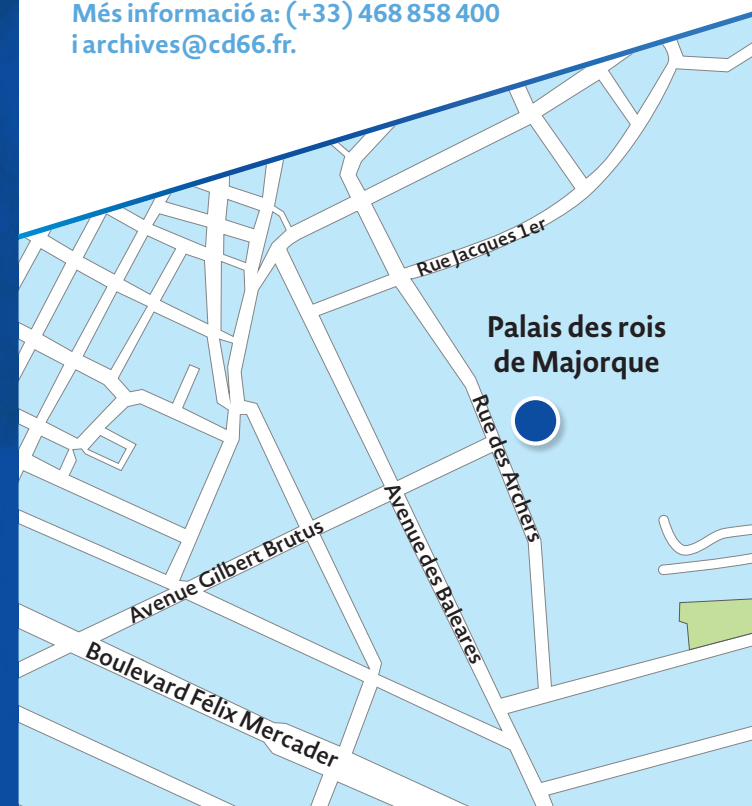 Més informació a: (+33) 468 858 400
i archives@cd66.fr.
Rue Jacques 1er
Palais des rois
de Majorque
Rue des Archers
Avenue des Baleares
Avenue Gilbert Brutus
Boulevard Félix Mercader